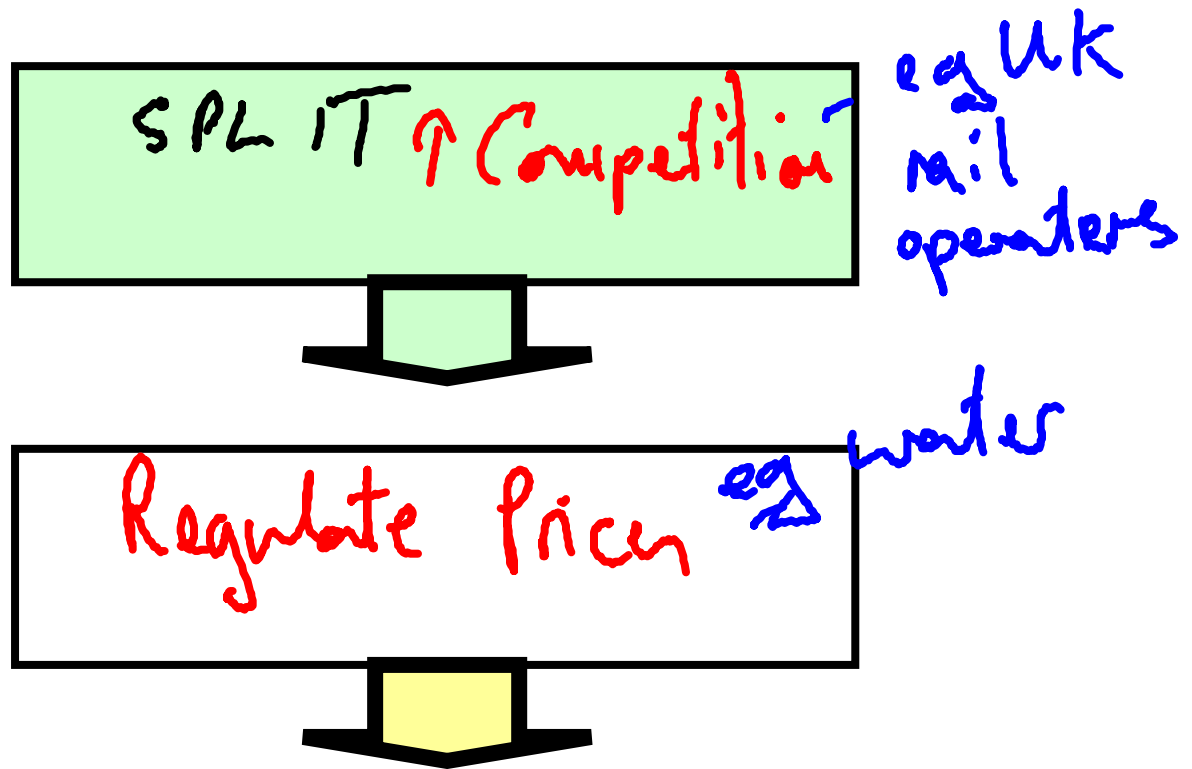 SPLIT ↑ Competition
eg UK
rail
operators
Regulate Prices eg water